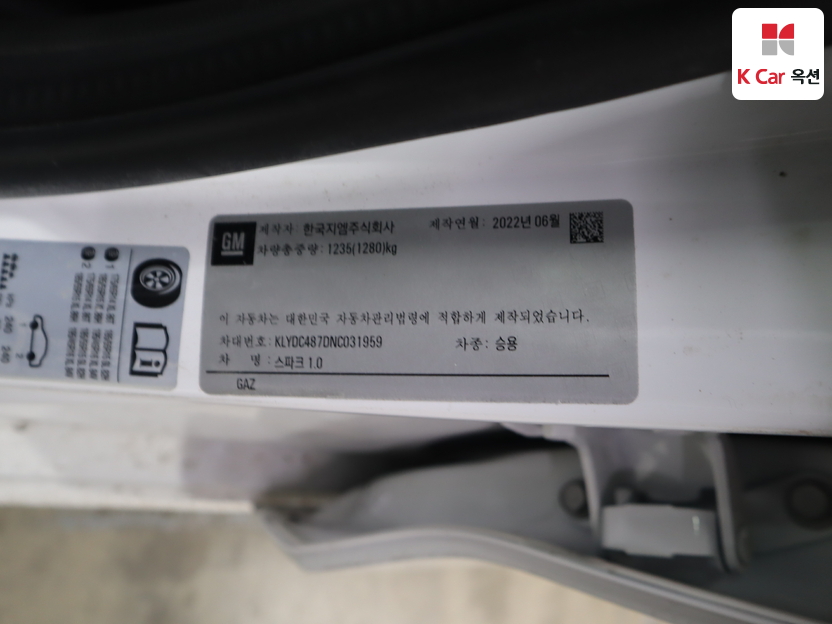 K Car 옥션
GM
제작자: 한국지엠주식회사 제작연월: 2022년 06월
차량총중량: 1235(1280)kg
이 자동차는 대한민국 자동차관리법령에 적합하게 제작되었습니다.
차대번호: KLYDC487DNC031959 차종: 승용
차 명: 스파크 1.0
GAZ
1
2
240
240